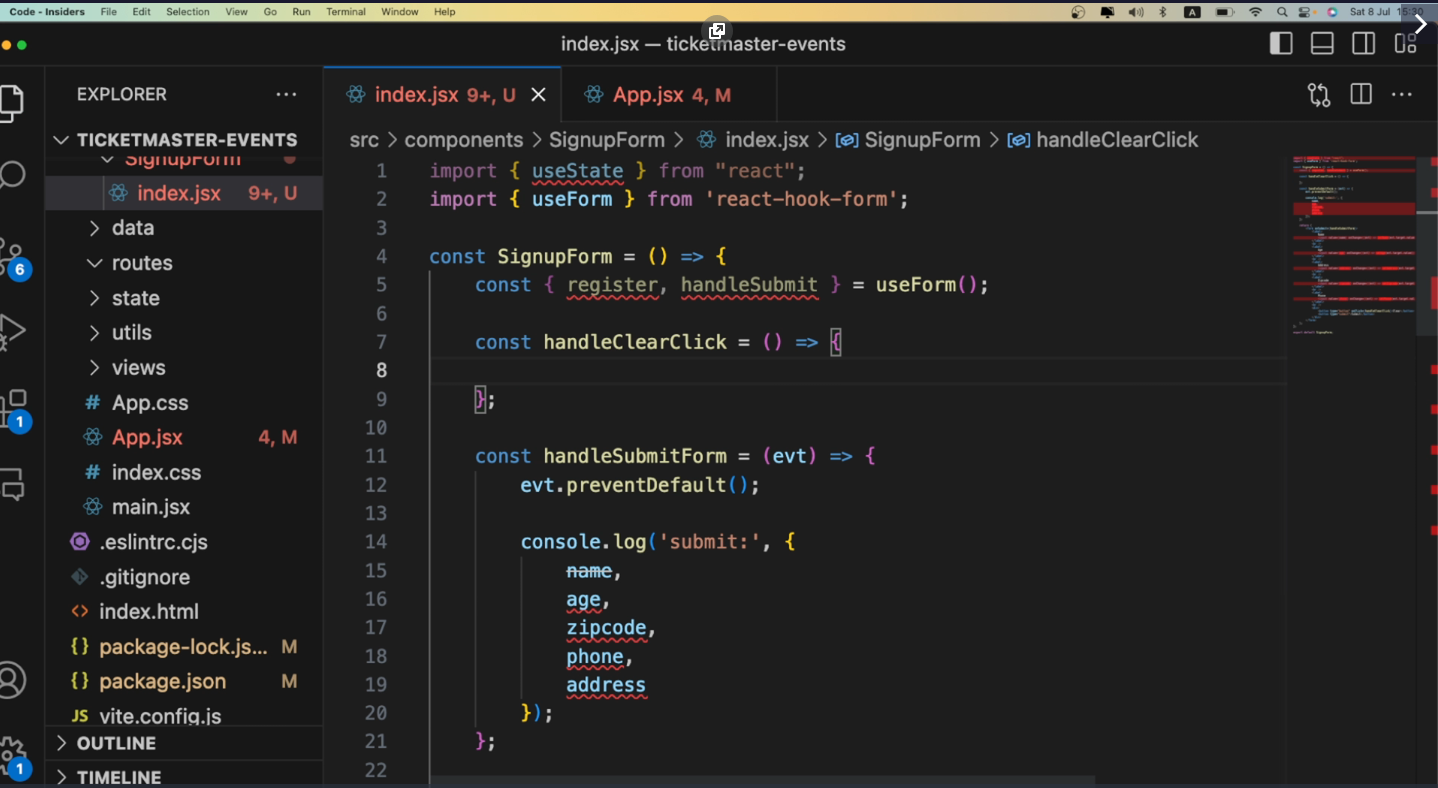 Code - Insiders File Edit Selection View Go Run Terminal Window Help A Sat 8 Jul 15:30
index.jsx — ticketmaster-events
EXPLORER
TICKETMASTER-EVENTS
SignupForm
index.jsx 9+, U
data
routes
state
utils
views
App.css
App.jsx 4, M
index.css
main.jsx
.eslintrc.cjs
.gitignore
index.html
package-lock.js... M
package.json M
JS vite.config.js
OUTLINE
TIMELINE
6
1
1
index.jsx 9+, U App.jsx 4, M
src > components > SignupForm > index.jsx > SignupForm > handleClearClick
1 import { useState } from "react";
2 import { useForm } from 'react-hook-form';
3
4 const SignupForm = () => {
5 const { register, handleSubmit } = useForm();
6
7 const handleClearClick = () => {
8
9 };
10
11 const handleSubmitForm = (evt) => {
12 evt.preventDefault();
13
14 console.log('submit:', {
15 name,
16 age,
17 zipcode,
18 phone,
19 address
20 });
21 };
22